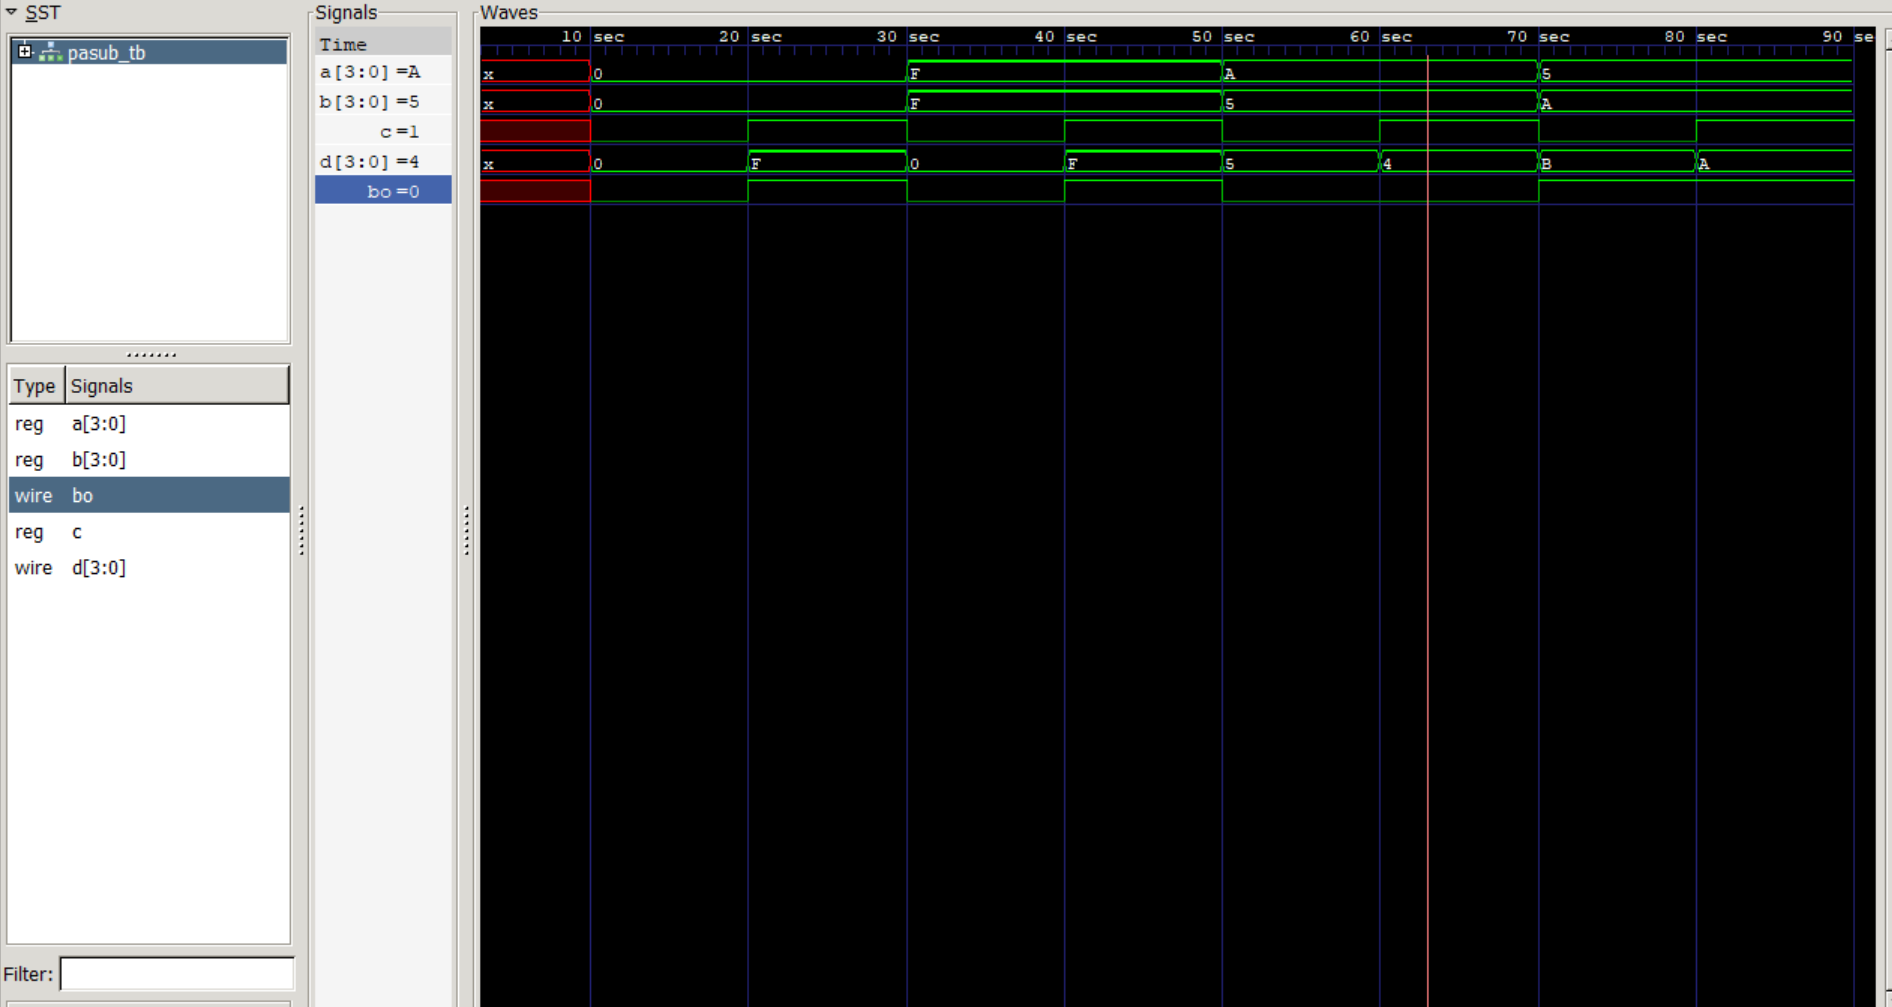 SST
pasub_tb
Type Signals
reg a[3:0]
reg b[3:0]
wire bo
reg c
wire d[3:0]
Filter:
Signals
Time
a[3:0] =A
b[3:0] =5
c =1
d[3:0] =4
bo =0
Waves
10 sec 20 sec 30 sec 40 sec 50 sec 60 sec 70 sec 80 sec 90 se
x 0 F A 5
x 0 F 5 A
x 0 F 0 F 5 4 B A